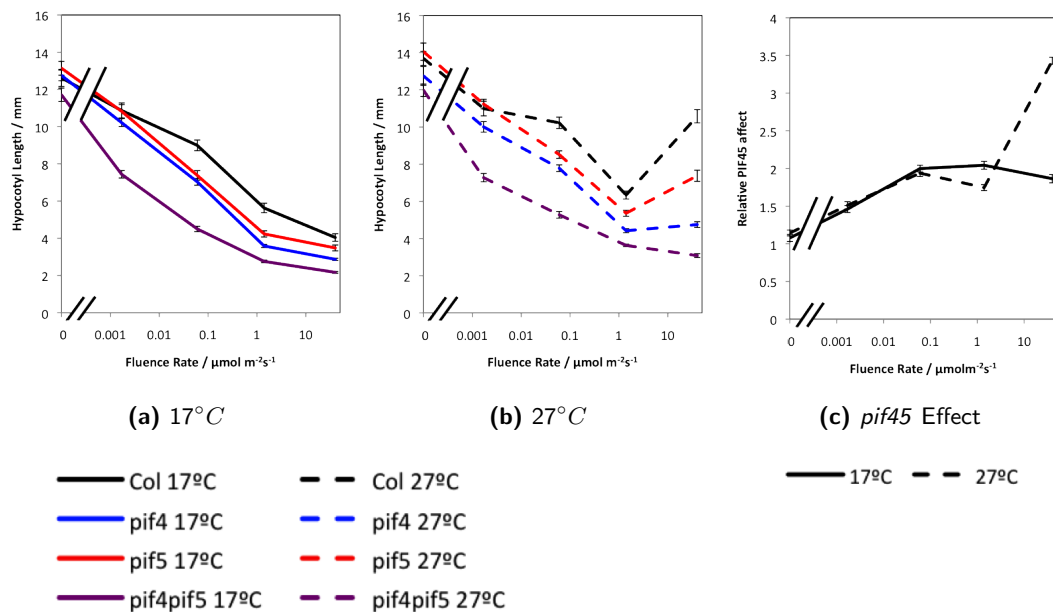 16
14
12
10
8
6
4
2
0
Hypocotyl Length / mm
0 0.001 0.01 0.1 1 10
Fluence Rate / µmol m⁻²s⁻¹
(a) 17°C
16
14
12
10
8
6
4
2
0
Hypocotyl Length / mm
0 0.001 0.01 0.1 1 10
Fluence Rate / µmol m⁻²s⁻¹
(b) 27°C
4
3.5
3
2.5
2
1.5
1
0.5
0
Relative PIF45 affect
0 0.001 0.01 0.1 1 10
Fluence Rate / µmolm⁻²s⁻¹
(c) pif45 Effect
Col 17ºC
pif4 17ºC
pif5 17ºC
pif4pif5 17ºC
Col 27ºC
pif4 27ºC
pif5 27ºC
pif4pif5 27ºC
17ºC 27ºC